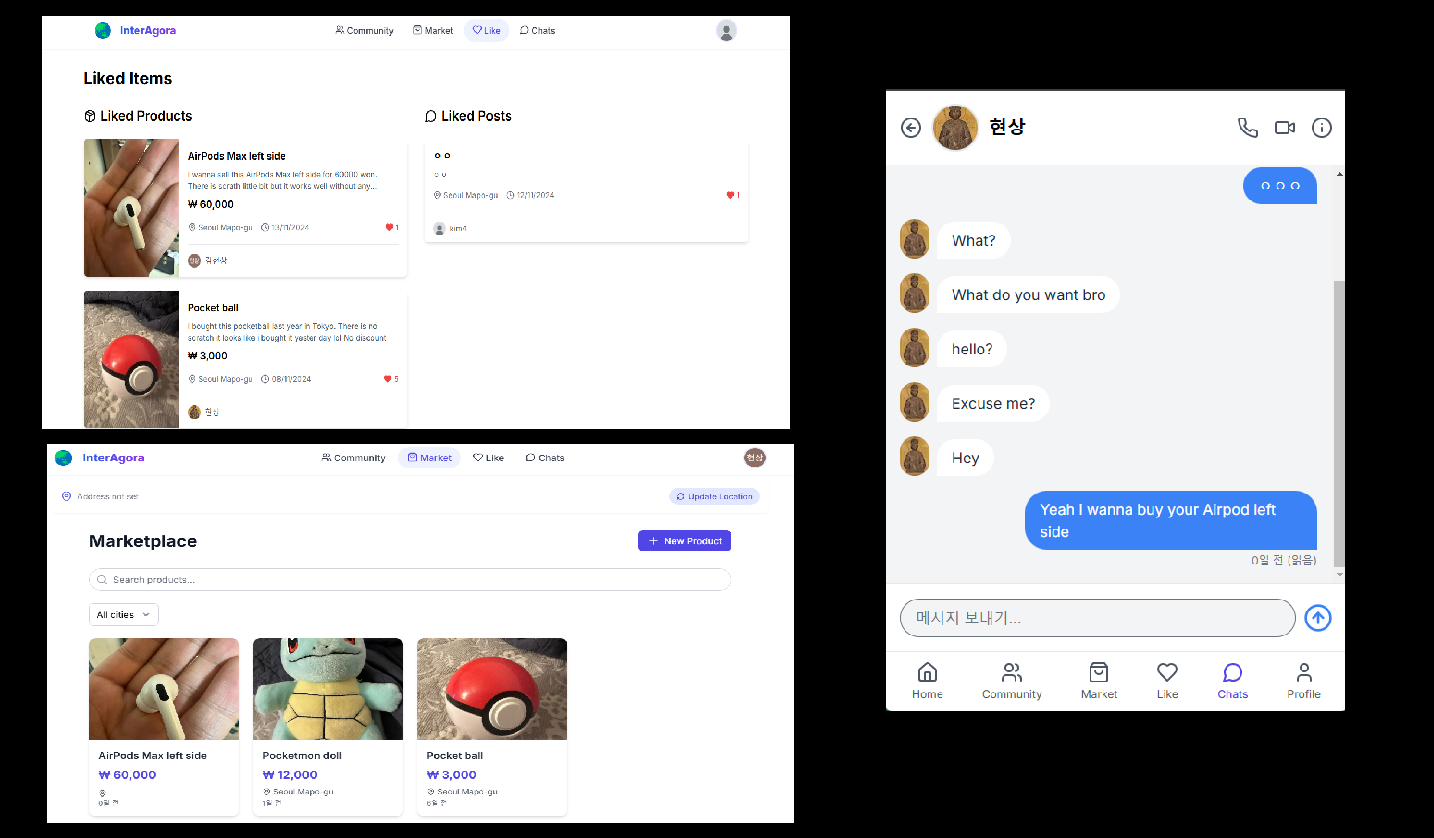 InterAgora
Community
Market
Like
Chats
Liked Items
Liked Products
AirPods Max left side
I wanna sell this AirPods Max left side for 60000 won.
There is scrath little bit but it works well without any...
₩ 60,000
Seoul Mapo-gu
13/11/2024
1
현상
김현상
Pocket ball
I bought this pocketball last year in Tokyo. There is no
scratch it looks like i bought it yester day lol No discount
₩ 3,000
Seoul Mapo-gu
08/11/2024
5
현상
Liked Posts
ㅇㅇ
ㅇㅇ
Seoul Mapo-gu
12/11/2024
1
kim4
InterAgora
Community
Market
Like
Chats
현상
Address not set
Update Location
Marketplace
New Product
Search products...
All cities
AirPods Max left side
₩ 60,000
0일 전
Pocketmon doll
₩ 12,000
Seoul Mapo-gu
1일 전
Pocket ball
₩ 3,000
Seoul Mapo-gu
6일 전
현상
ㅇㅇㅇ
What?
What do you want bro
hello?
Excuse me?
Hey
Yeah I wanna buy your Airpod left
side
0일 전 (읽음)
메시지 보내기...
Home
Community
Market
Like
Chats
Profile